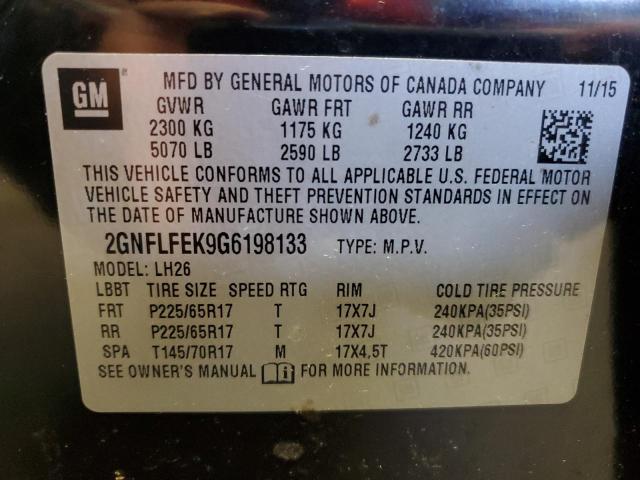 GM MFD BY GENERAL MOTORS OF CANADA COMPANY 11/15
GVWR GAWR FRT GAWR RR
2300 KG 1175 KG 1240 KG
5070 LB 2590 LB 2733 LB
THIS VEHICLE CONFORMS TO ALL APPLICABLE U.S. FEDERAL MOTOR
VEHICLE SAFETY AND THEFT PREVENTION STANDARDS IN EFFECT ON
THE DATE OF MANUFACTURE SHOWN ABOVE.
2GNFLFEK9G6198133 TYPE: M.P.V.
MODEL: LH26
LBBT TIRE SIZE SPEED RTG RIM COLD TIRE PRESSURE
FRT P225/65R17 T 17X7J 240KPA(35PSI)
RR P225/65R17 T 17X7J 240KPA(35PSI)
SPA T145/70R17 M 17X4,5T 420KPA(60PSI)
SEE OWNER'S MANUAL i FOR MORE INFORMATION.